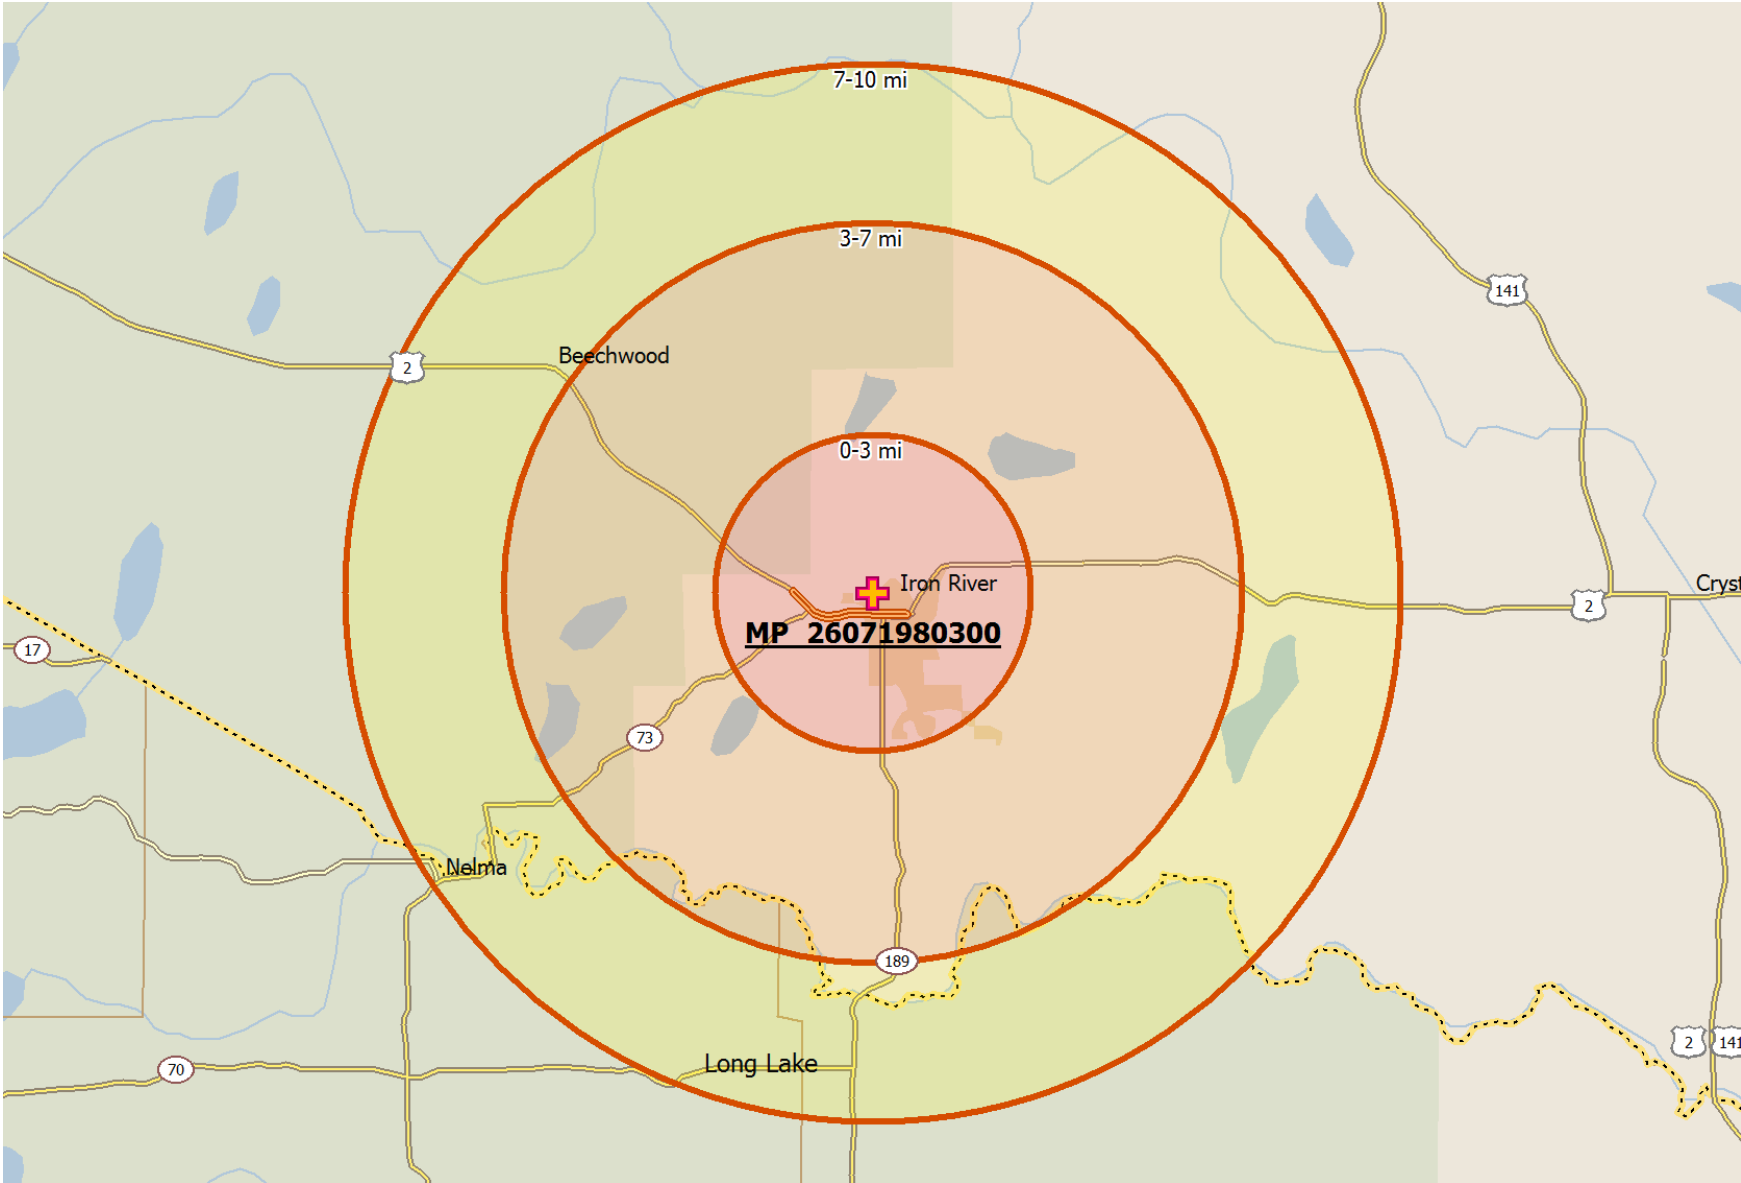 7-10 mi
3-7 mi
141
Beechwood
2
0-3 mi
Iron River
Cryst
2
MP 26071980300
17
73
Nelma
189
2
141
Long Lake
70